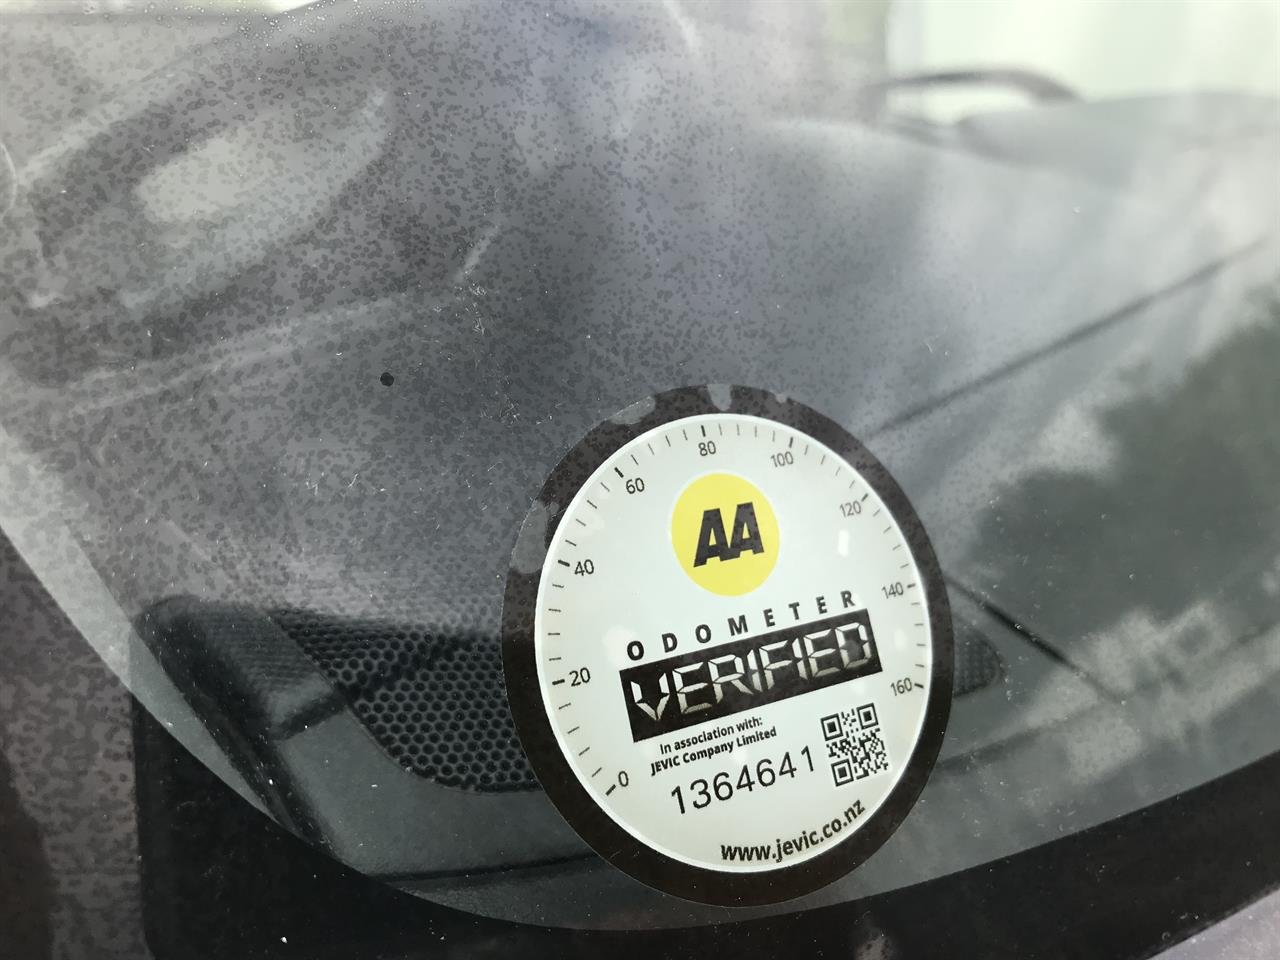 80
60
100
120
40
140
20
160
0
AA
ODOMETER
VERIFIED
In association with:
JEVIC Company Limited
1364641
www.jevic.co.nz